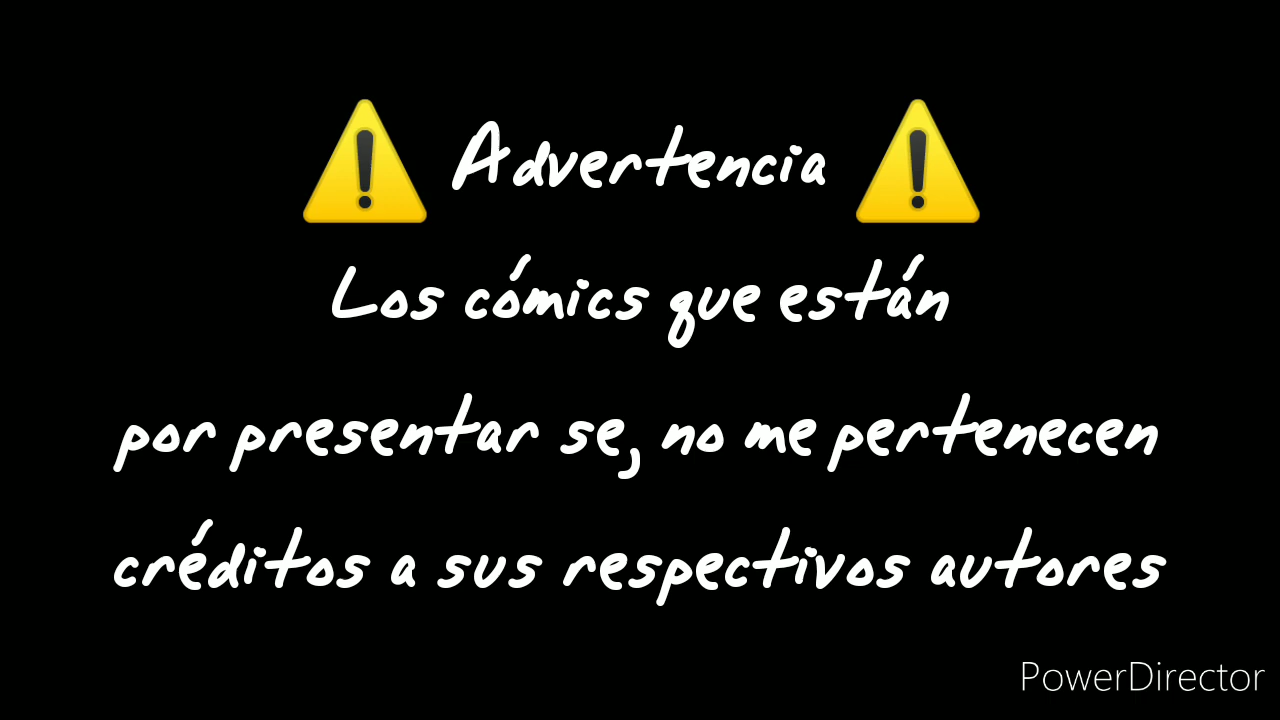 ⚠️ Advertencia ⚠️
Los cómics que están
por presentar se, no me pertenecen
créditos a sus respectivos autores
PowerDirector